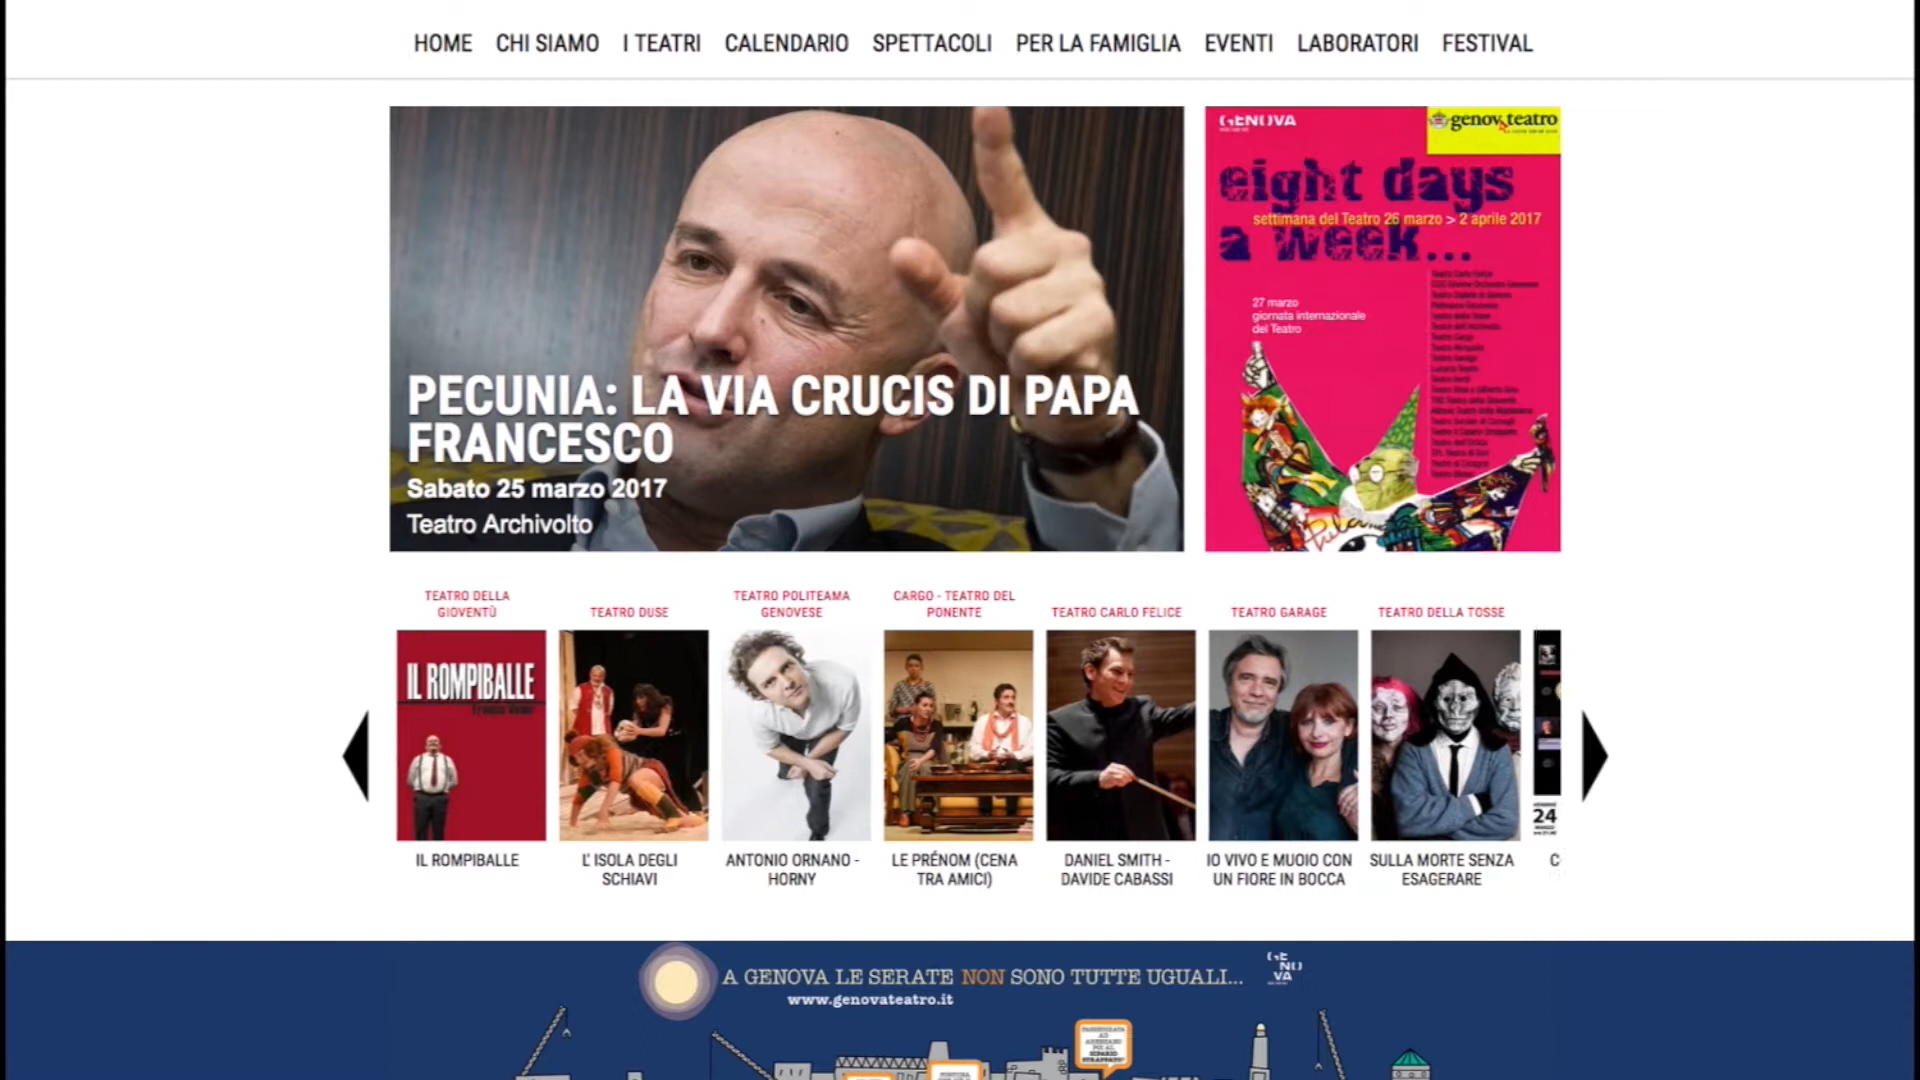 HOME CHI SIAMO I TEATRI CALENDARIO SPETTACOLI PER LA FAMIGLIA EVENTI LABORATORI FESTIVAL
PECUNIA: LA VIA CRUCIS DI PAPA
FRANCESCO
Sabato 25 marzo 2017
Teatro Archivolto
GENOVA
genovateatro
eight days
settimana del Teatro 26 marzo > 2 aprile 2017
a week...
27 marzo
giornata internazionale
del Teatro
TEATRO DELLA
GIOVENTÙ
TEATRO DUSE
TEATRO POLITEAMA
GENOVESE
CARGO - TEATRO DEL
PONENTE
TEATRO CARLO FELICE
TEATRO GARAGE
TEATRO DELLA TOSSE
IL ROMPIBALLE
24
IL ROMPIBALLE
L' ISOLA DEGLI
SCHIAVI
ANTONIO ORNANO -
HORNY
LE PRÉNOM (CENA
TRA AMICI)
DANIEL SMITH -
DAVIDE CABASSI
IO VIVO E MUOIO CON
UN FIORE IN BOCCA
SULLA MORTE SENZA
ESAGERARE
A GENOVA LE SERATE NON SONO TUTTE UGUALI...
www.genovateatro.it
GE
NO
VA